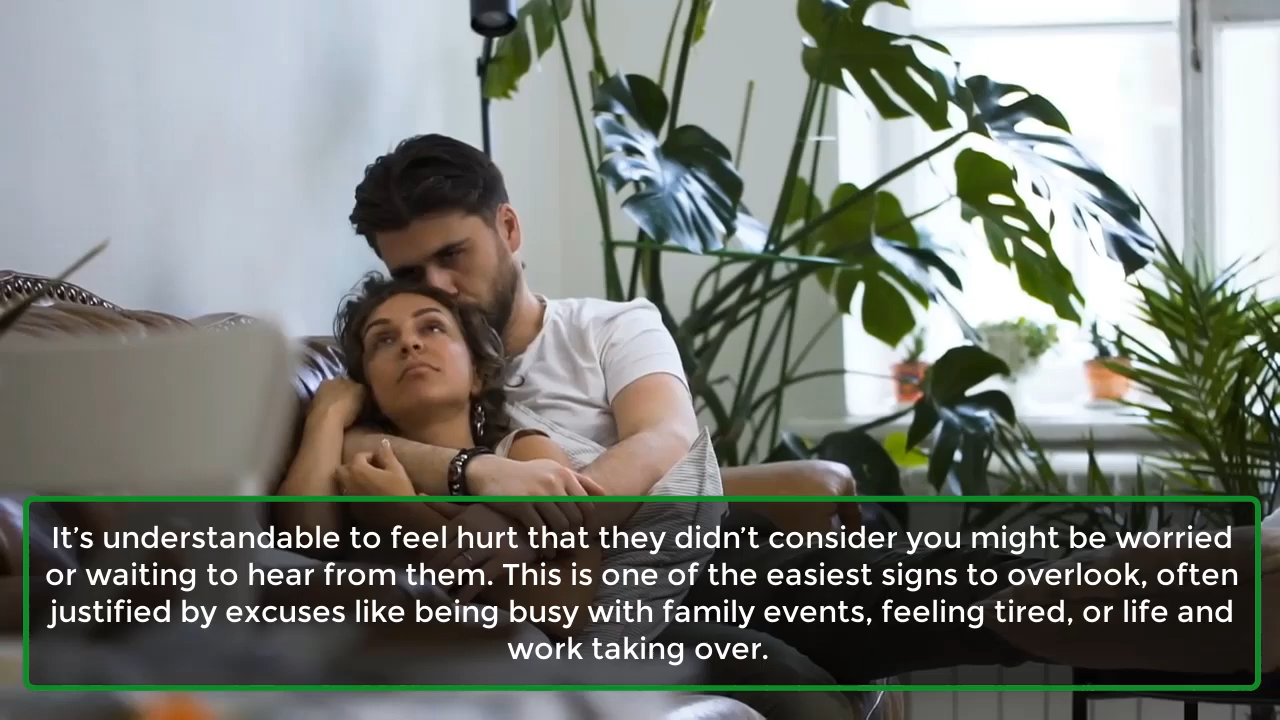 It’s understandable to feel hurt that they didn’t consider you might be worried
or waiting to hear from them. This is one of the easiest signs to overlook, often
justified by excuses like being busy with family events, feeling tired, or life and
work taking over.